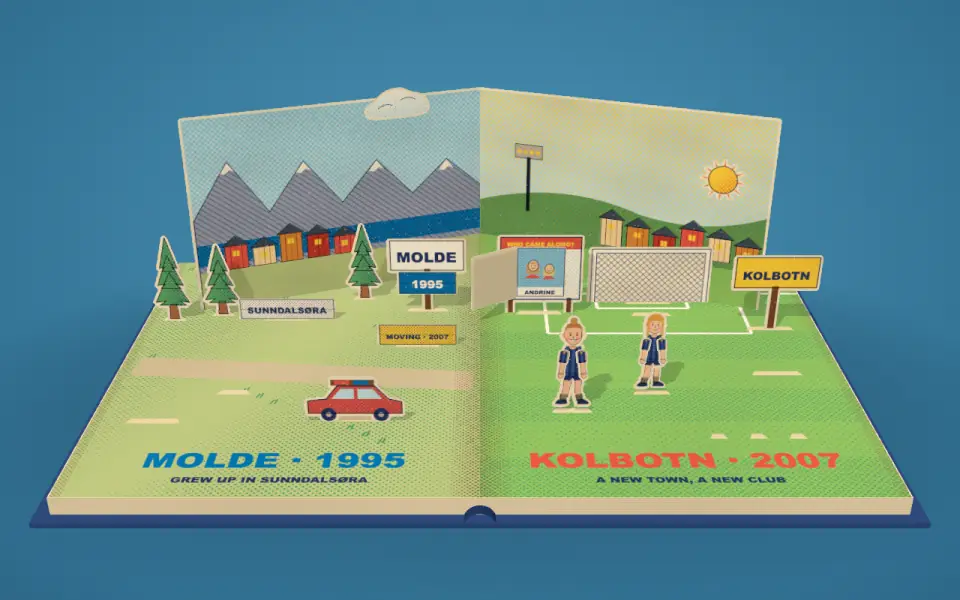 MOLDE
1995
SUNNDALSØRA
MOVING · 2007
MOLDE · 1995
GREW UP IN SUNNDALSØRA
WHO CAME ALONG?
ANDRINE
KOLBOTN
KOLBOTN · 2007
A NEW TOWN, A NEW CLUB